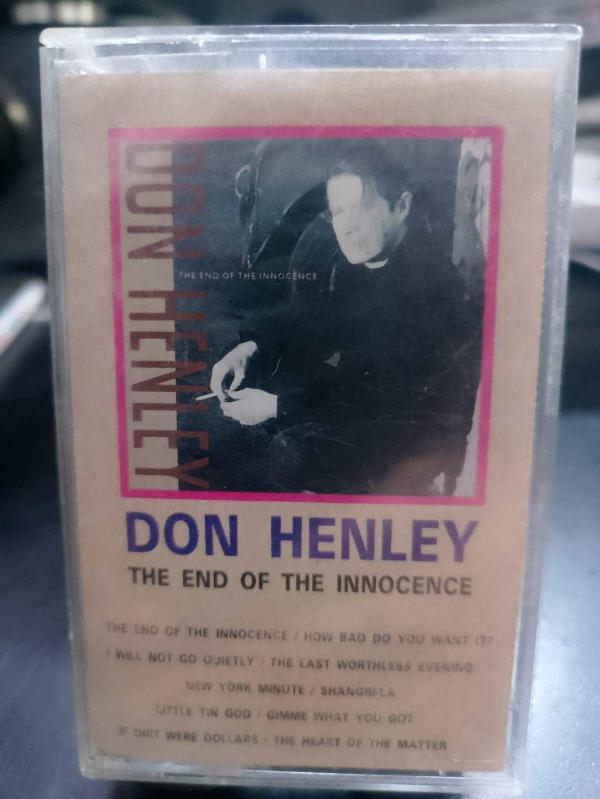 DON HENLEY
THE END OF THE INNOCENCE
DON HENLEY
THE END OF THE INNOCENCE
THE END OF THE INNOCENCE / HOW BAD DO YOU WANT IT?
I WILL NOT GO QUIETLY / THE LAST WORTHLESS EVENING
NEW YORK MINUTE / SHANGRI-LA
LITTLE TIN GOD / GIMME WHAT YOU GOT
IF DIRT WERE DOLLARS / THE HEART OF THE MATTER